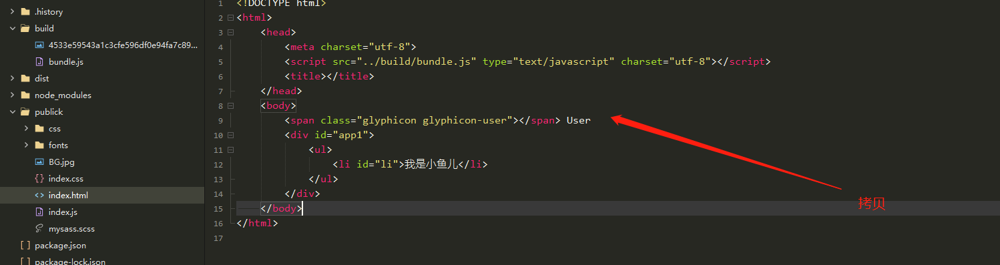 .history
build
4533e59543a1c3cfe596df0e94fa7c89...
bundle.js
dist
node_modules
publick
css
fonts
BG.jpg
index.css
index.html
index.js
mysass.scss
package.json
package-lock.json
1 <!DOCTYPE html>
2 <html>
3 <head>
4 <meta charset="utf-8">
5 <script src="../build/bundle.js" type="text/javascript" charset="utf-8"></script>
6 <title></title>
7 </head>
8 <body>
9 <span class="glyphicon glyphicon-user"></span> User
10 <div id="app1">
11 <ul>
12 <li id="li">我是小鱼儿</li>
13 </ul>
14 </div>
15 </body>
16 </html>
17
拷贝